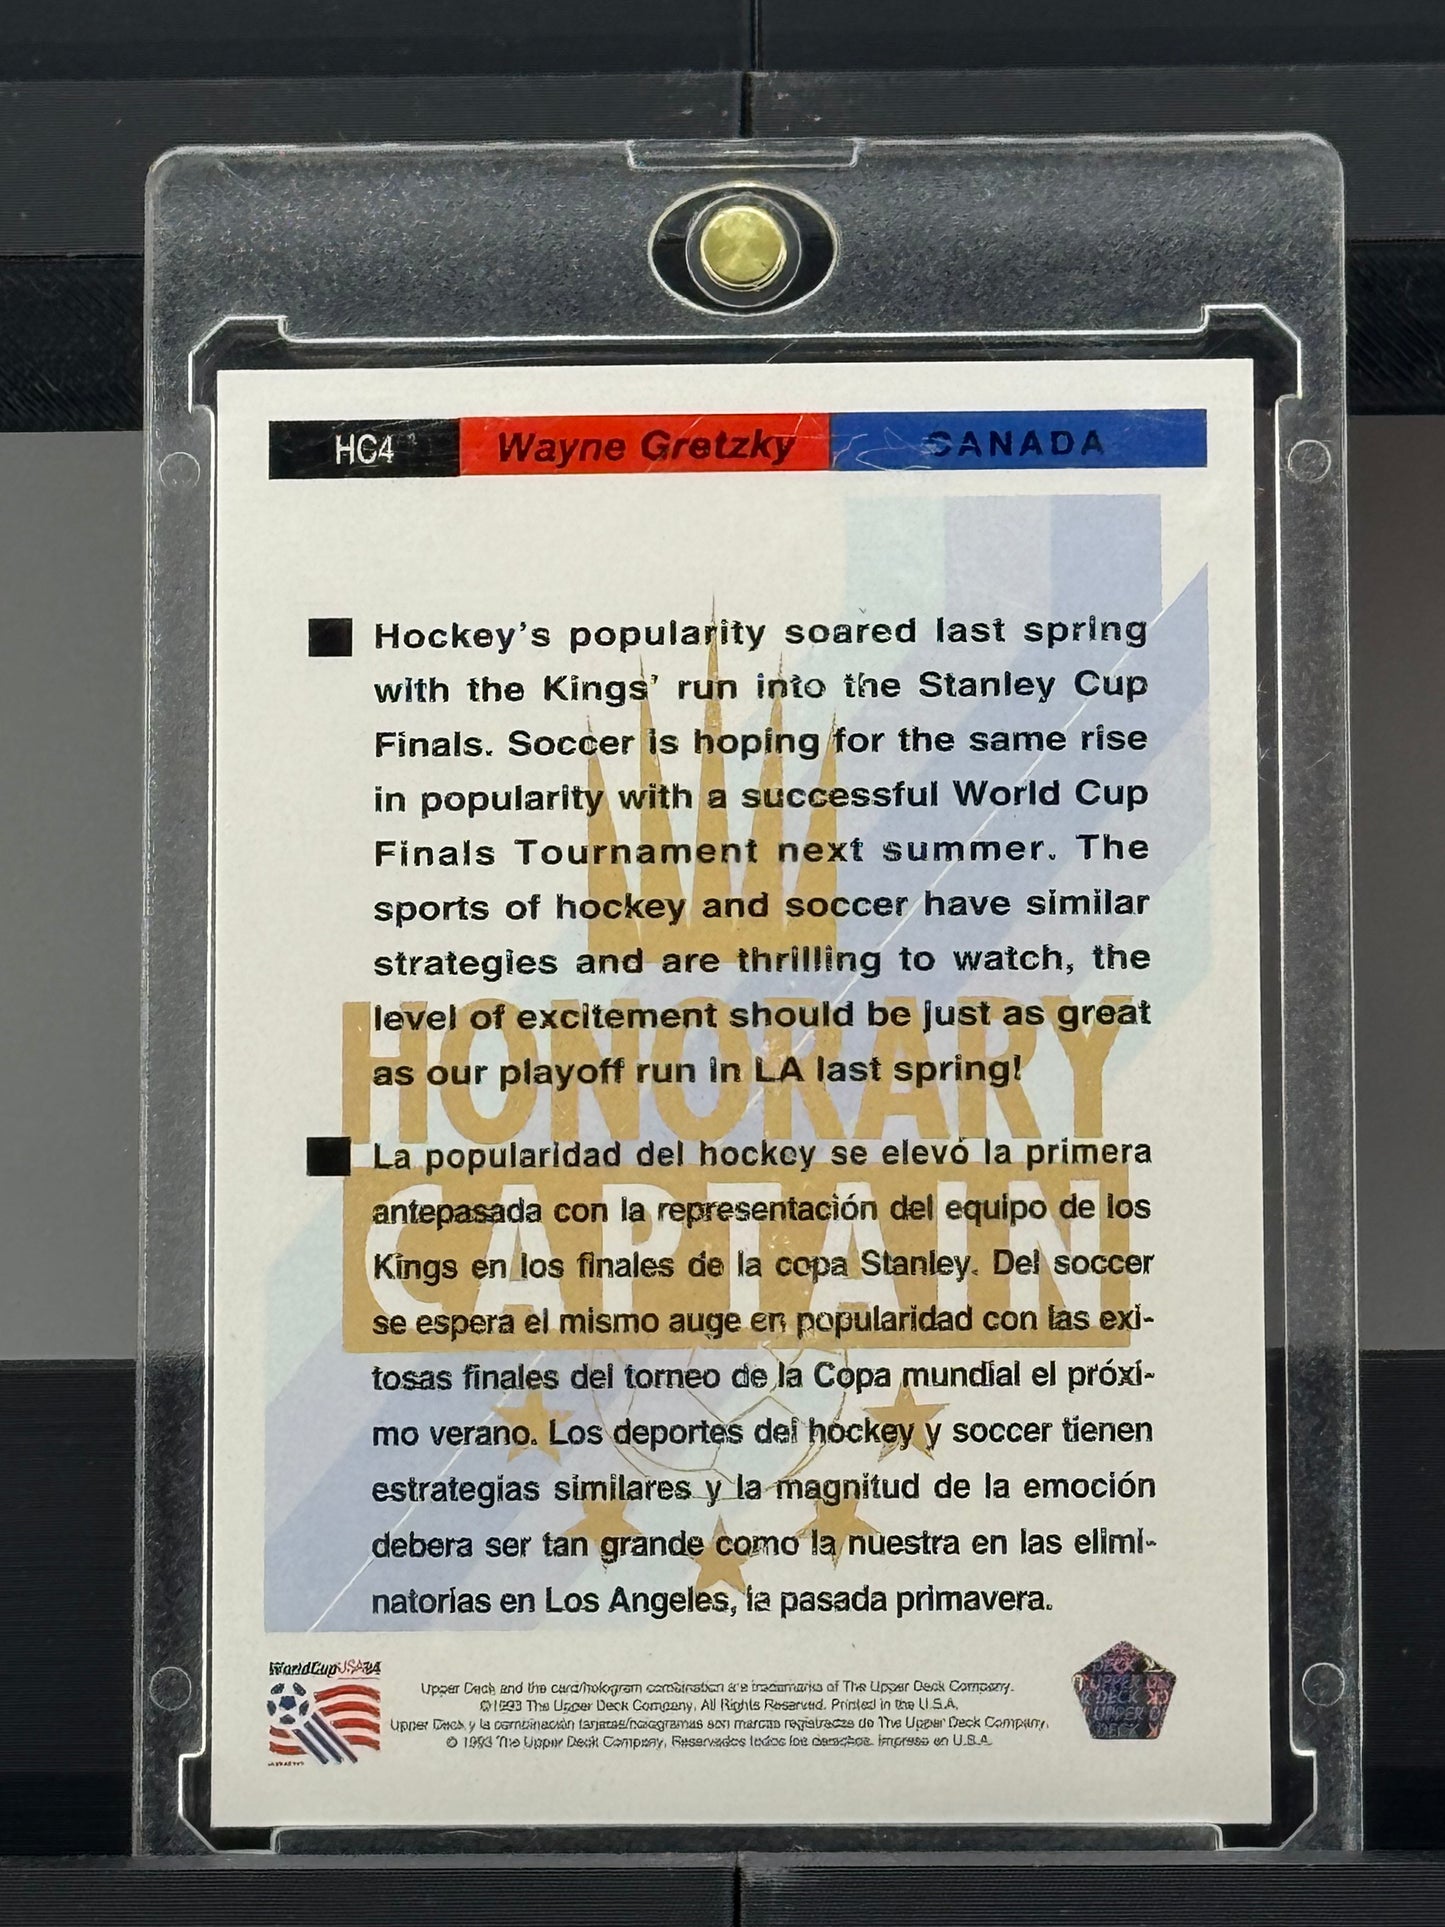 HC4 Wayne Gretzky CANADA
Hockey's popularity soared last spring
with the Kings' run into the Stanley Cup
Finals. Soccer is hoping for the same rise
in popularity with a successful World Cup
Finals Tournament next summer. The
sports of hockey and soccer have similar
strategies and are thrilling to watch, the
level of excitement should be just as great
as our playoff run in LA last spring!
HONORARY
CAPTAIN
La popularidad del hockey se elevó la primera
antepasada con la representación del equipo de los
Kings en los finales de la copa Stanley. Del soccer
se espera el mismo auge en popularidad con las exi-
tosas finales del torneo de la Copa mundial el próxi-
mo verano. Los deportes del hockey y soccer tienen
estrategias similares y la magnitud de la emoción
debera ser tan grande como la nuestra en las elimi-
natorias en Los Angeles, la pasada primavera.
WorldCupUSA94
Upper Deck and the card/hologram combination are trademarks of The Upper Deck Company.
©1993 The Upper Deck Company, All Rights Reserved. Printed in the U.S.A.
Upper Deck y la combinación tarjetas/hologramas son marcas registradas de The Upper Deck Company,
© 1993 The Upper Deck Company, Reservados todos los derechos. Impreso en U.S.A.
UPPER DECK